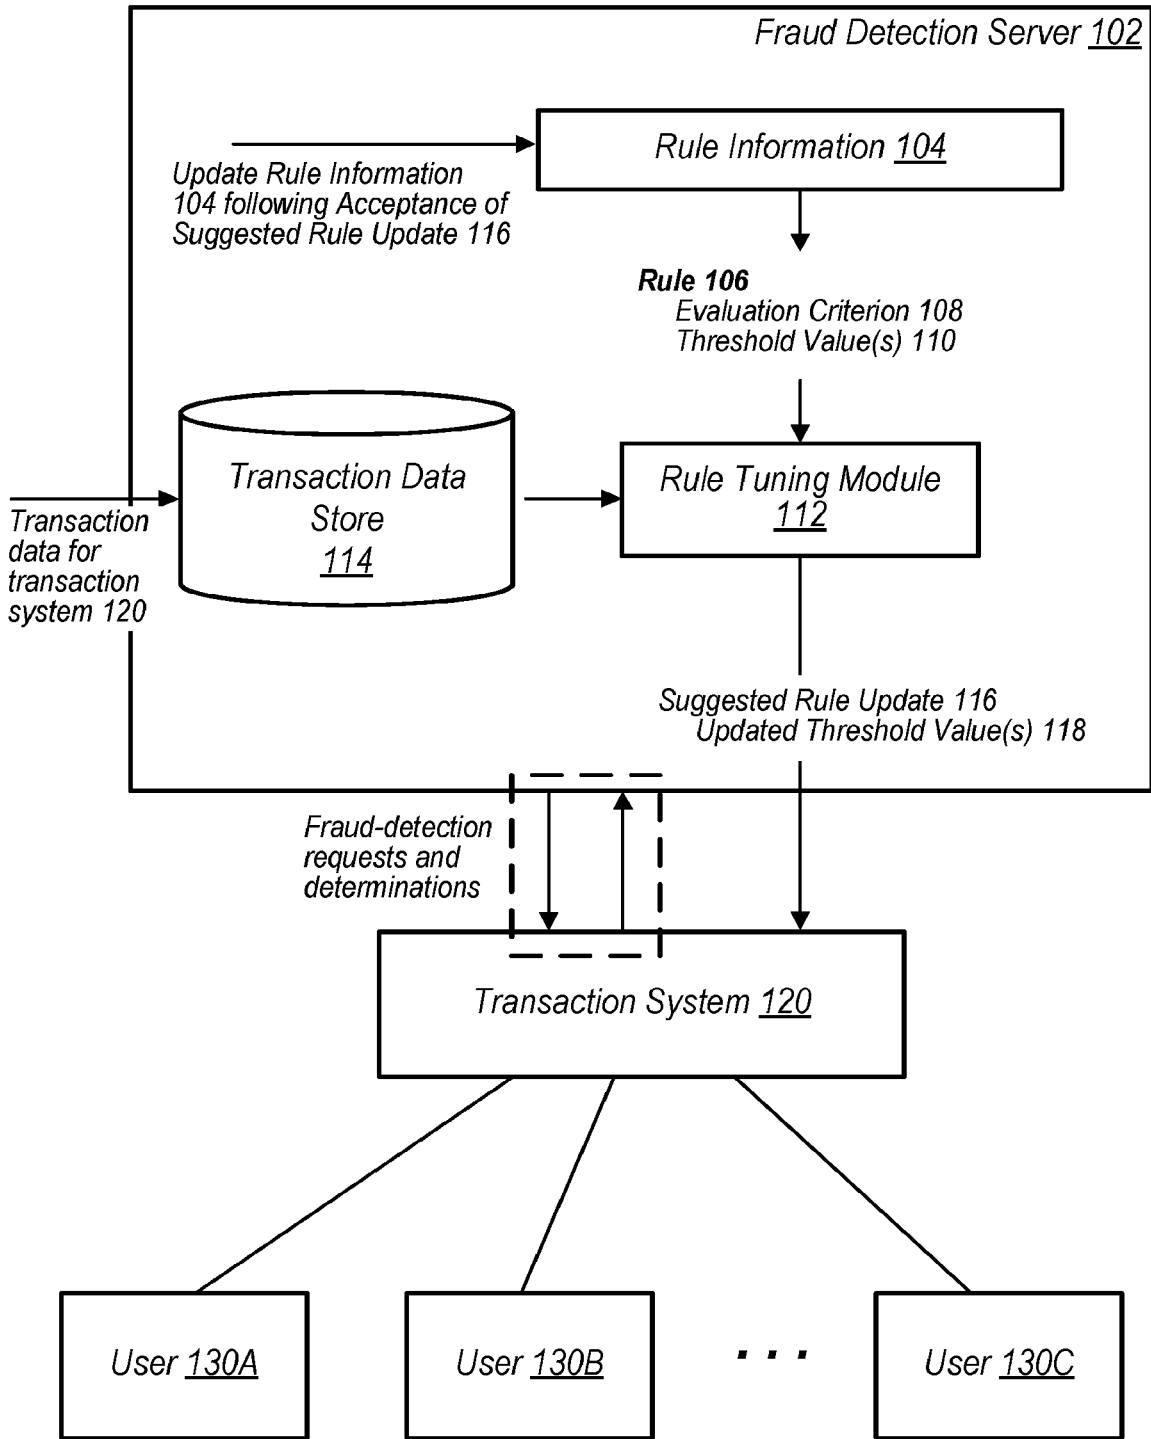 Fraud Detection Server 102
Rule Information 104
Update Rule Information
104 following Acceptance of
Suggested Rule Update 116
Rule 106
Evaluation Criterion 108
Threshold Value(s) 110
Transaction Data
Store
114
Rule Tuning Module
112
Transaction
data for
transaction
system 120
Suggested Rule Update 116
Updated Threshold Value(s) 118
Fraud-detection
requests and
determinations
Transaction System 120
User 130A
User 130B
. . .
User 130C